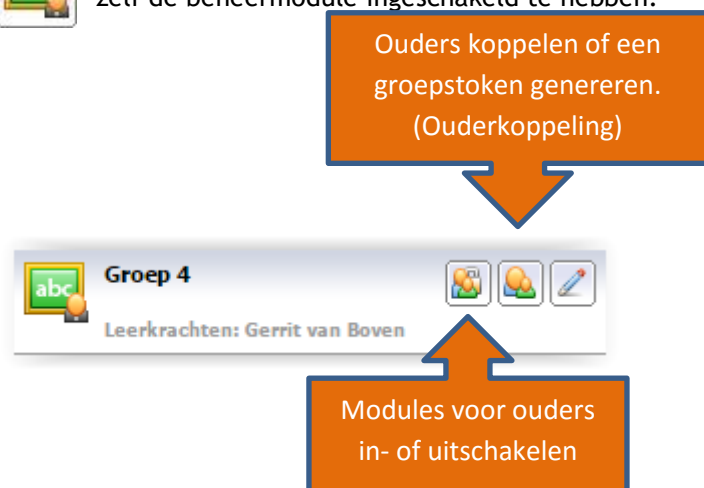 zelf de beheermodule ingeschakeld te hebben.
Ouders koppelen of een
groepstoken genereren.
(Ouderkoppeling)
abc
Groep 4
Leerkrachten: Gerrit van Boven
Modules voor ouders
in- of uitschakelen